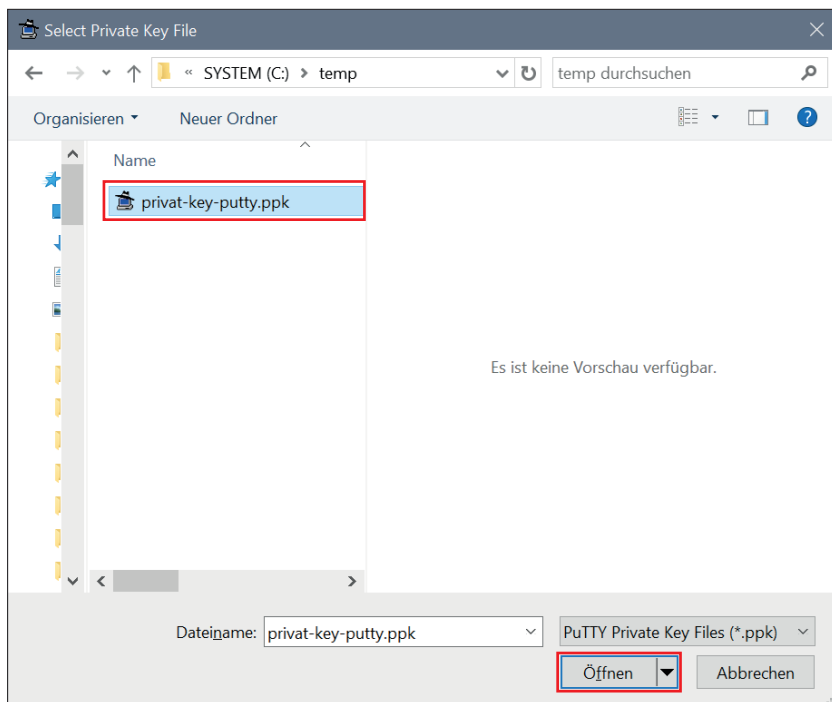 Select Private Key File
« SYSTEM (C:) > temp
temp durchsuchen
Organisieren
Neuer Ordner
?
Name
privat-key-putty.ppk
Es ist keine Vorschau verfügbar.
Dateiname: privat-key-putty.ppk
PuTTY Private Key Files (*.ppk)
Öffnen
Abbrechen